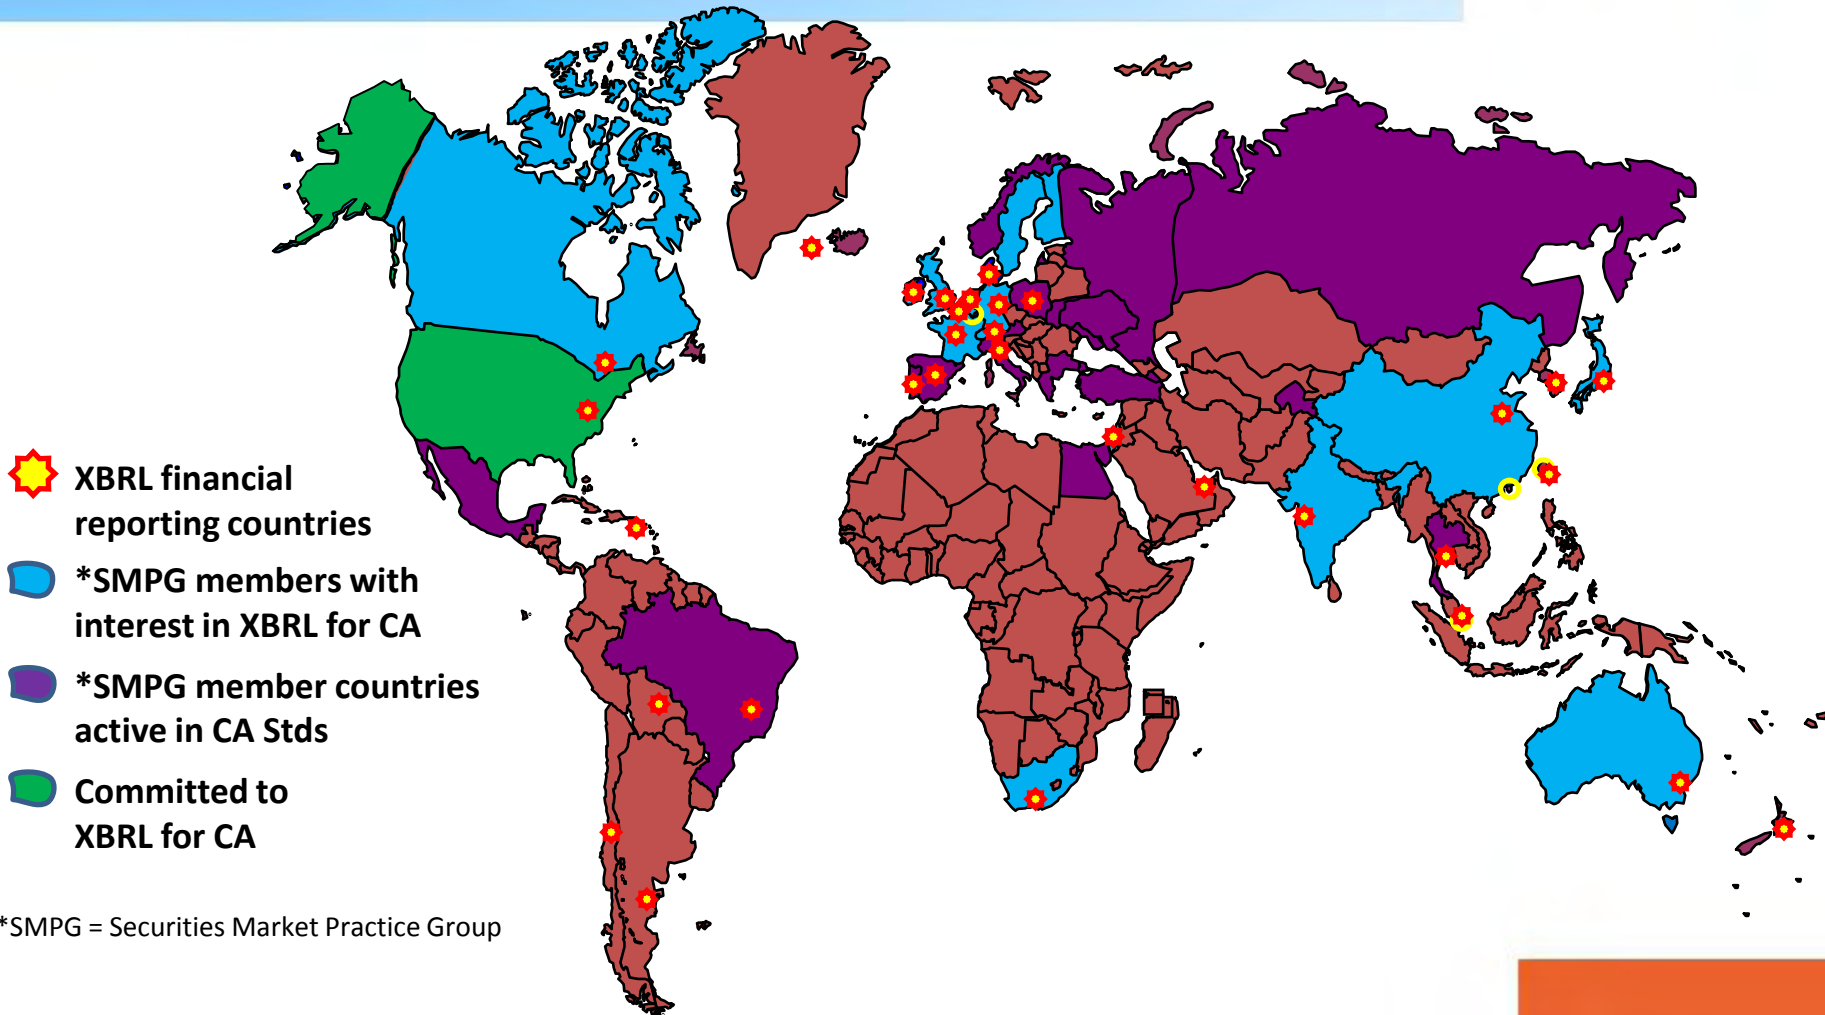 XBRL financial
reporting countries
*SMPG members with
interest in XBRL for CA
*SMPG member countries
active in CA Stds
Committed to
XBRL for CA
*SMPG = Securities Market Practice Group